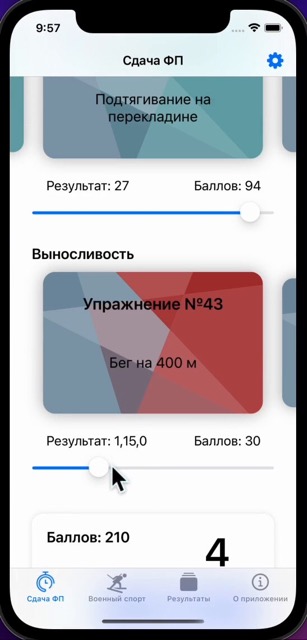 9:57
Сдача ФП
Подтягивание на
перекладине
Результат: 27 Баллов: 94
Выносливость
Упражнение №43
Бег на 400 м
Результат: 1,15,0 Баллов: 30
Баллов: 210
4
Сдача ФП Военный спорт Результаты О приложении